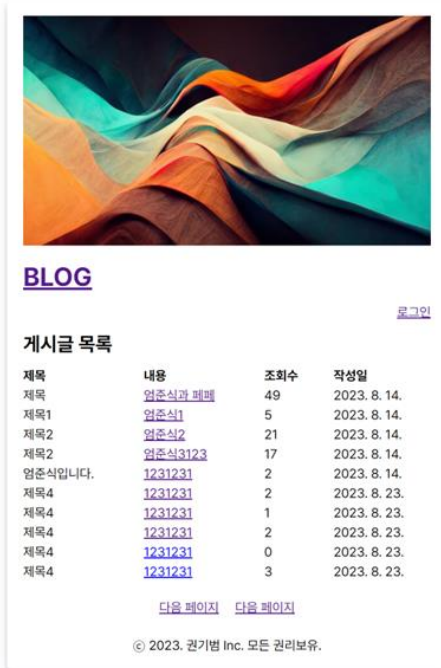 BLOG
로그인
게시글 목록
제목 내용 조회수 작성일
제목 엄준식과 페페 49 2023. 8. 14.
제목1 엄준식1 5 2023. 8. 14.
제목2 엄준식2 21 2023. 8. 14.
제목2 엄준식3123 17 2023. 8. 14.
엄준식입니다. 1231231 2 2023. 8. 14.
제목4 1231231 2 2023. 8. 23.
제목4 1231231 1 2023. 8. 23.
제목4 1231231 2 2023. 8. 23.
제목4 1231231 0 2023. 8. 23.
제목4 1231231 3 2023. 8. 23.
다음 페이지 다음 페이지
ⓒ 2023. 권기범 Inc. 모든 권리보유.